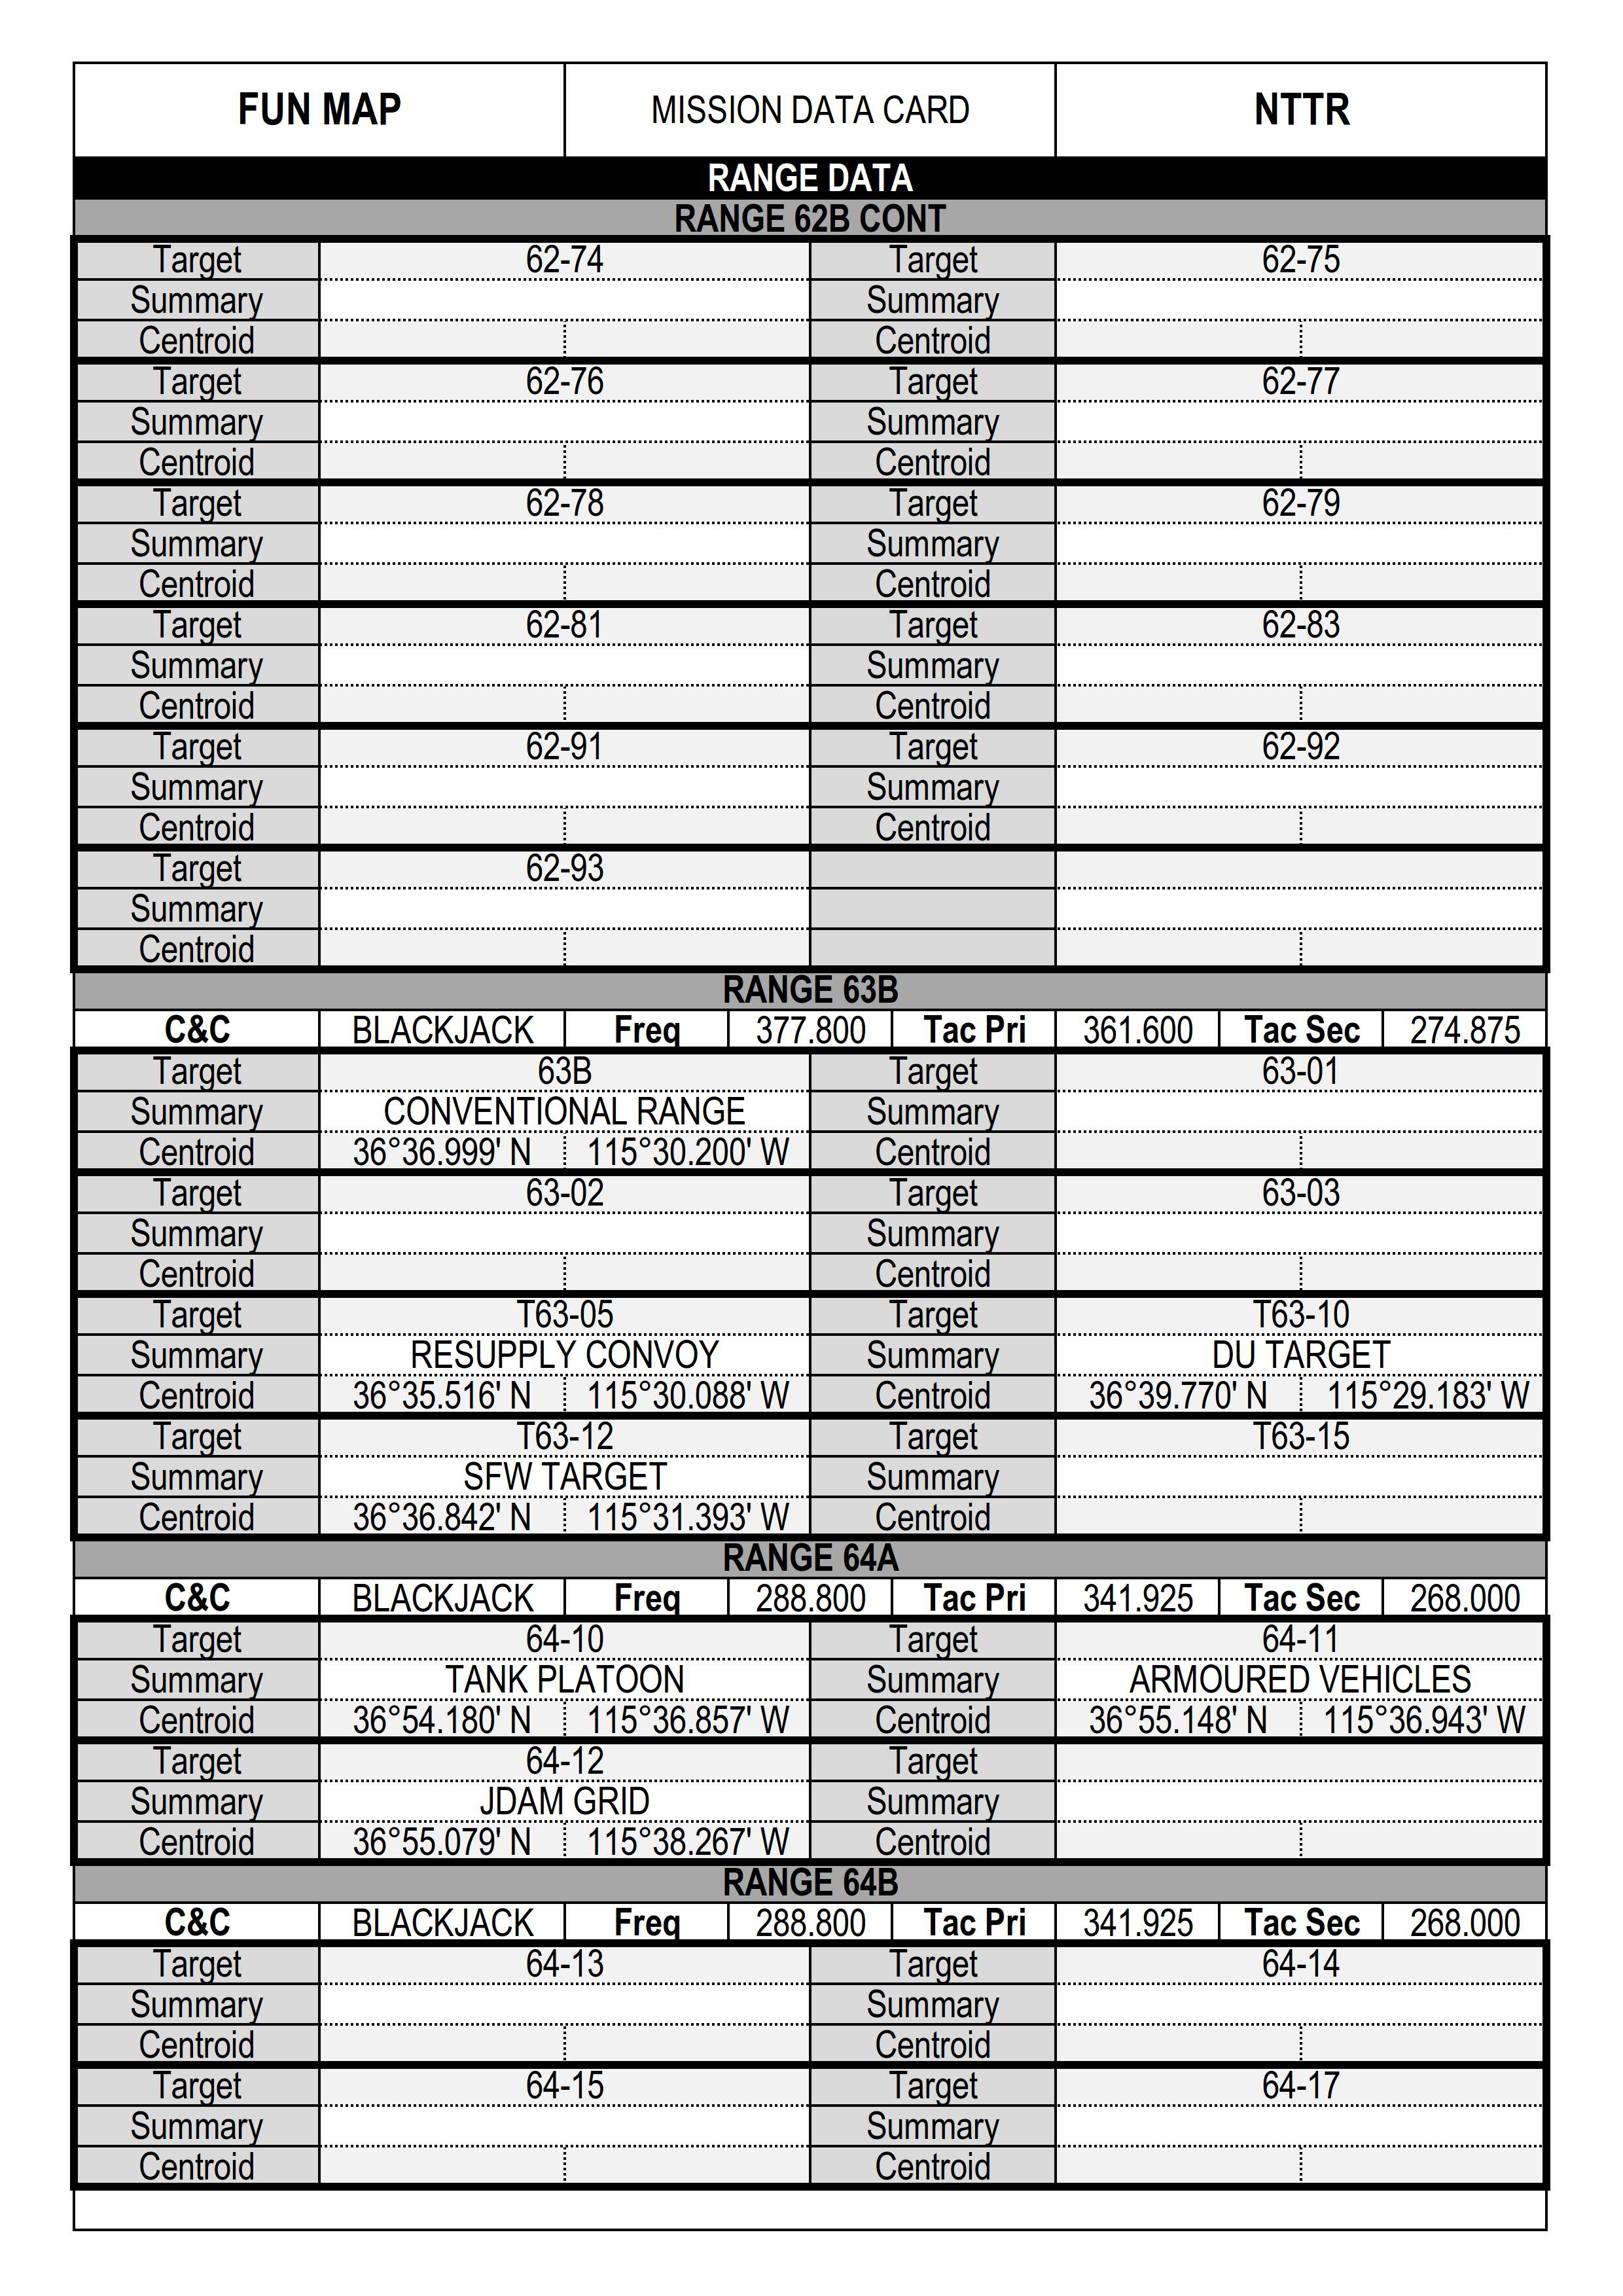 FUN MAP MISSION DATA CARD NTTR
RANGE DATA
RANGE 62B CONT
Target 62-74 Target 62-75
Summary Summary
Centroid Centroid
Target 62-76 Target 62-77
Summary Summary
Centroid Centroid
Target 62-78 Target 62-79
Summary Summary
Centroid Centroid
Target 62-81 Target 62-83
Summary Summary
Centroid Centroid
Target 62-91 Target 62-92
Summary Summary
Centroid Centroid
Target 62-93
Summary
Centroid
RANGE 63B
C&C BLACKJACK Freq 377.800 Tac Pri 361.600 Tac Sec 274.875
Target 63B Target 63-01
Summary CONVENTIONAL RANGE Summary
Centroid 36°36.999' N 115°30.200' W Centroid
Target 63-02 Target 63-03
Summary Summary
Centroid Centroid
Target T63-05 Target T63-10
Summary RESUPPLY CONVOY Summary DU TARGET
Centroid 36°35.516' N 115°30.088' W Centroid 36°39.770' N 115°29.183' W
Target T63-12 Target T63-15
Summary SFW TARGET Summary
Centroid 36°36.842' N 115°31.393' W Centroid
RANGE 64A
C&C BLACKJACK Freq 288.800 Tac Pri 341.925 Tac Sec 268.000
Target 64-10 Target 64-11
Summary TANK PLATOON Summary ARMOURED VEHICLES
Centroid 36°54.180' N 115°36.857' W Centroid 36°55.148' N 115°36.943' W
Target 64-12 Target
Summary JDAM GRID Summary
Centroid 36°55.079' N 115°38.267' W Centroid
RANGE 64B
C&C BLACKJACK Freq 288.800 Tac Pri 341.925 Tac Sec 268.000
Target 64-13 Target 64-14
Summary Summary
Centroid Centroid
Target 64-15 Target 64-17
Summary Summary
Centroid Centroid